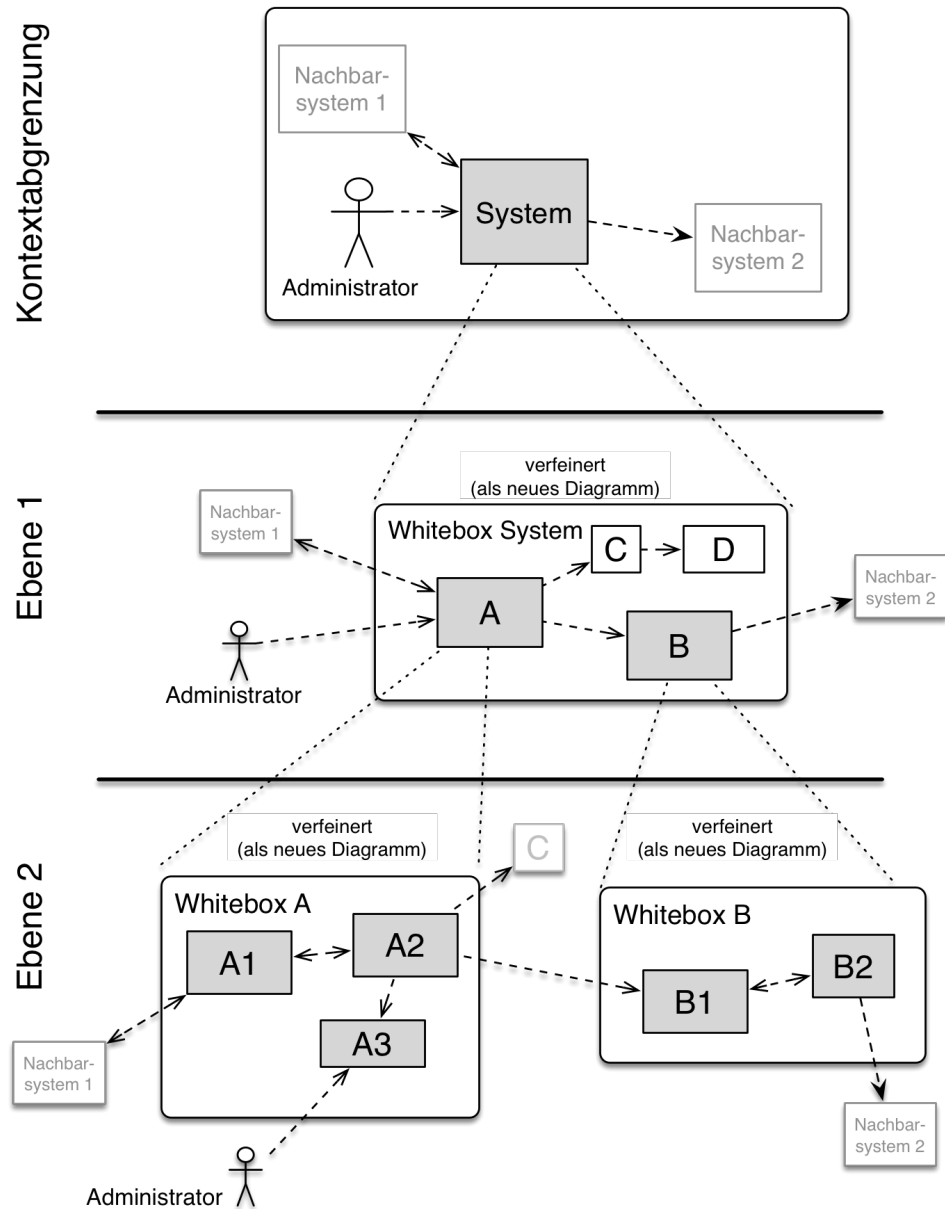 Kontextabgrenzung
Nachbar-
system 1
System
Administrator
Nachbar-
system 2
Ebene 1
verfeinert
(als neues Diagramm)
Nachbar-
system 1
Whitebox System
C
D
A
B
Nachbar-
system 2
Administrator
Ebene 2
verfeinert
(als neues Diagramm)
C
verfeinert
(als neues Diagramm)
Whitebox A
A1
A2
A3
Whitebox B
B1
B2
Nachbar-
system 1
Nachbar-
system 2
Administrator